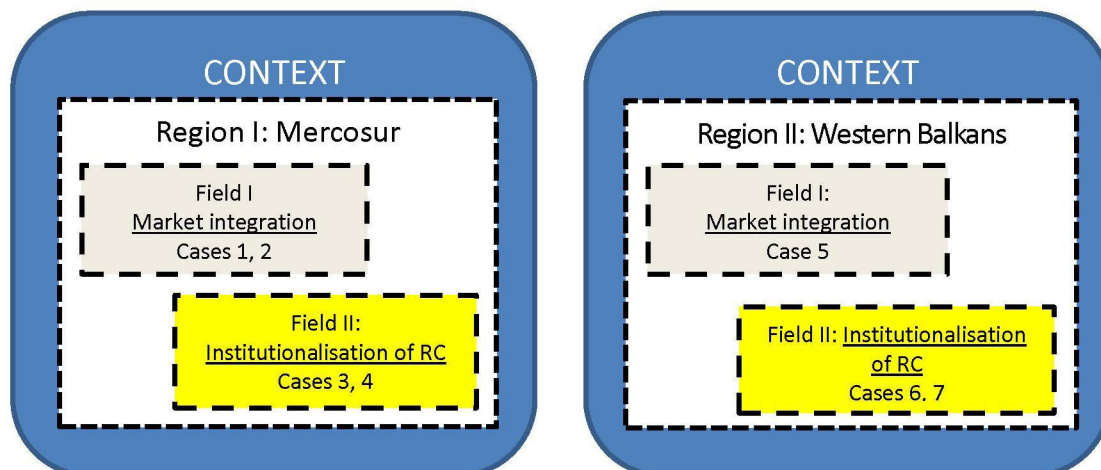 CONTEXT
Region I: Mercosur
Field I
Market integration
Cases 1, 2
Field II:
Institutionalisation of RC
Cases 3, 4
CONTEXT
Region II: Western Balkans
Field I:
Market integration
Case 5
Field II: Institutionalisation
of RC
Cases 6, 7